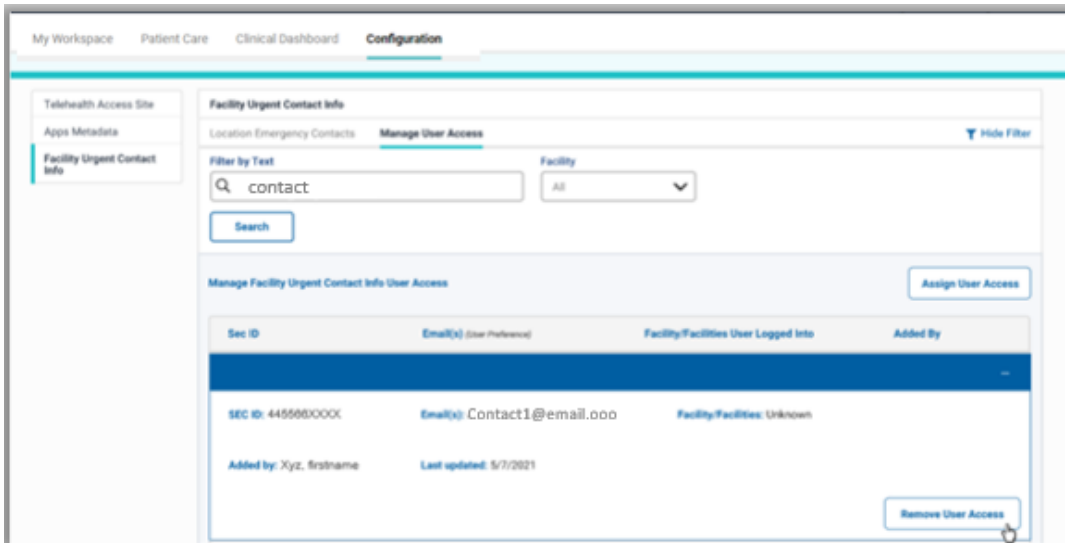 My Workspace Patient Care Clinical Dashboard Configuration
Telehealth Access Site
Apps Metadata
Facility Urgent Contact
Info
Facility Urgent Contact Info
Location Emergency Contacts Manage User Access Hide Filter
Filter by Text Facility
contact All
Search
Manage Facility Urgent Contact Info User Access Assign User Access
Sec ID Email(s) (User Preference) Facility/Facilities User Logged Into Added By
SEC ID: 445566XXXX Email(s): Contact1@email.ooo Facility/Facilities: Unknown
Added by: Xyz, firstname Last updated: 5/7/2021
Remove User Access